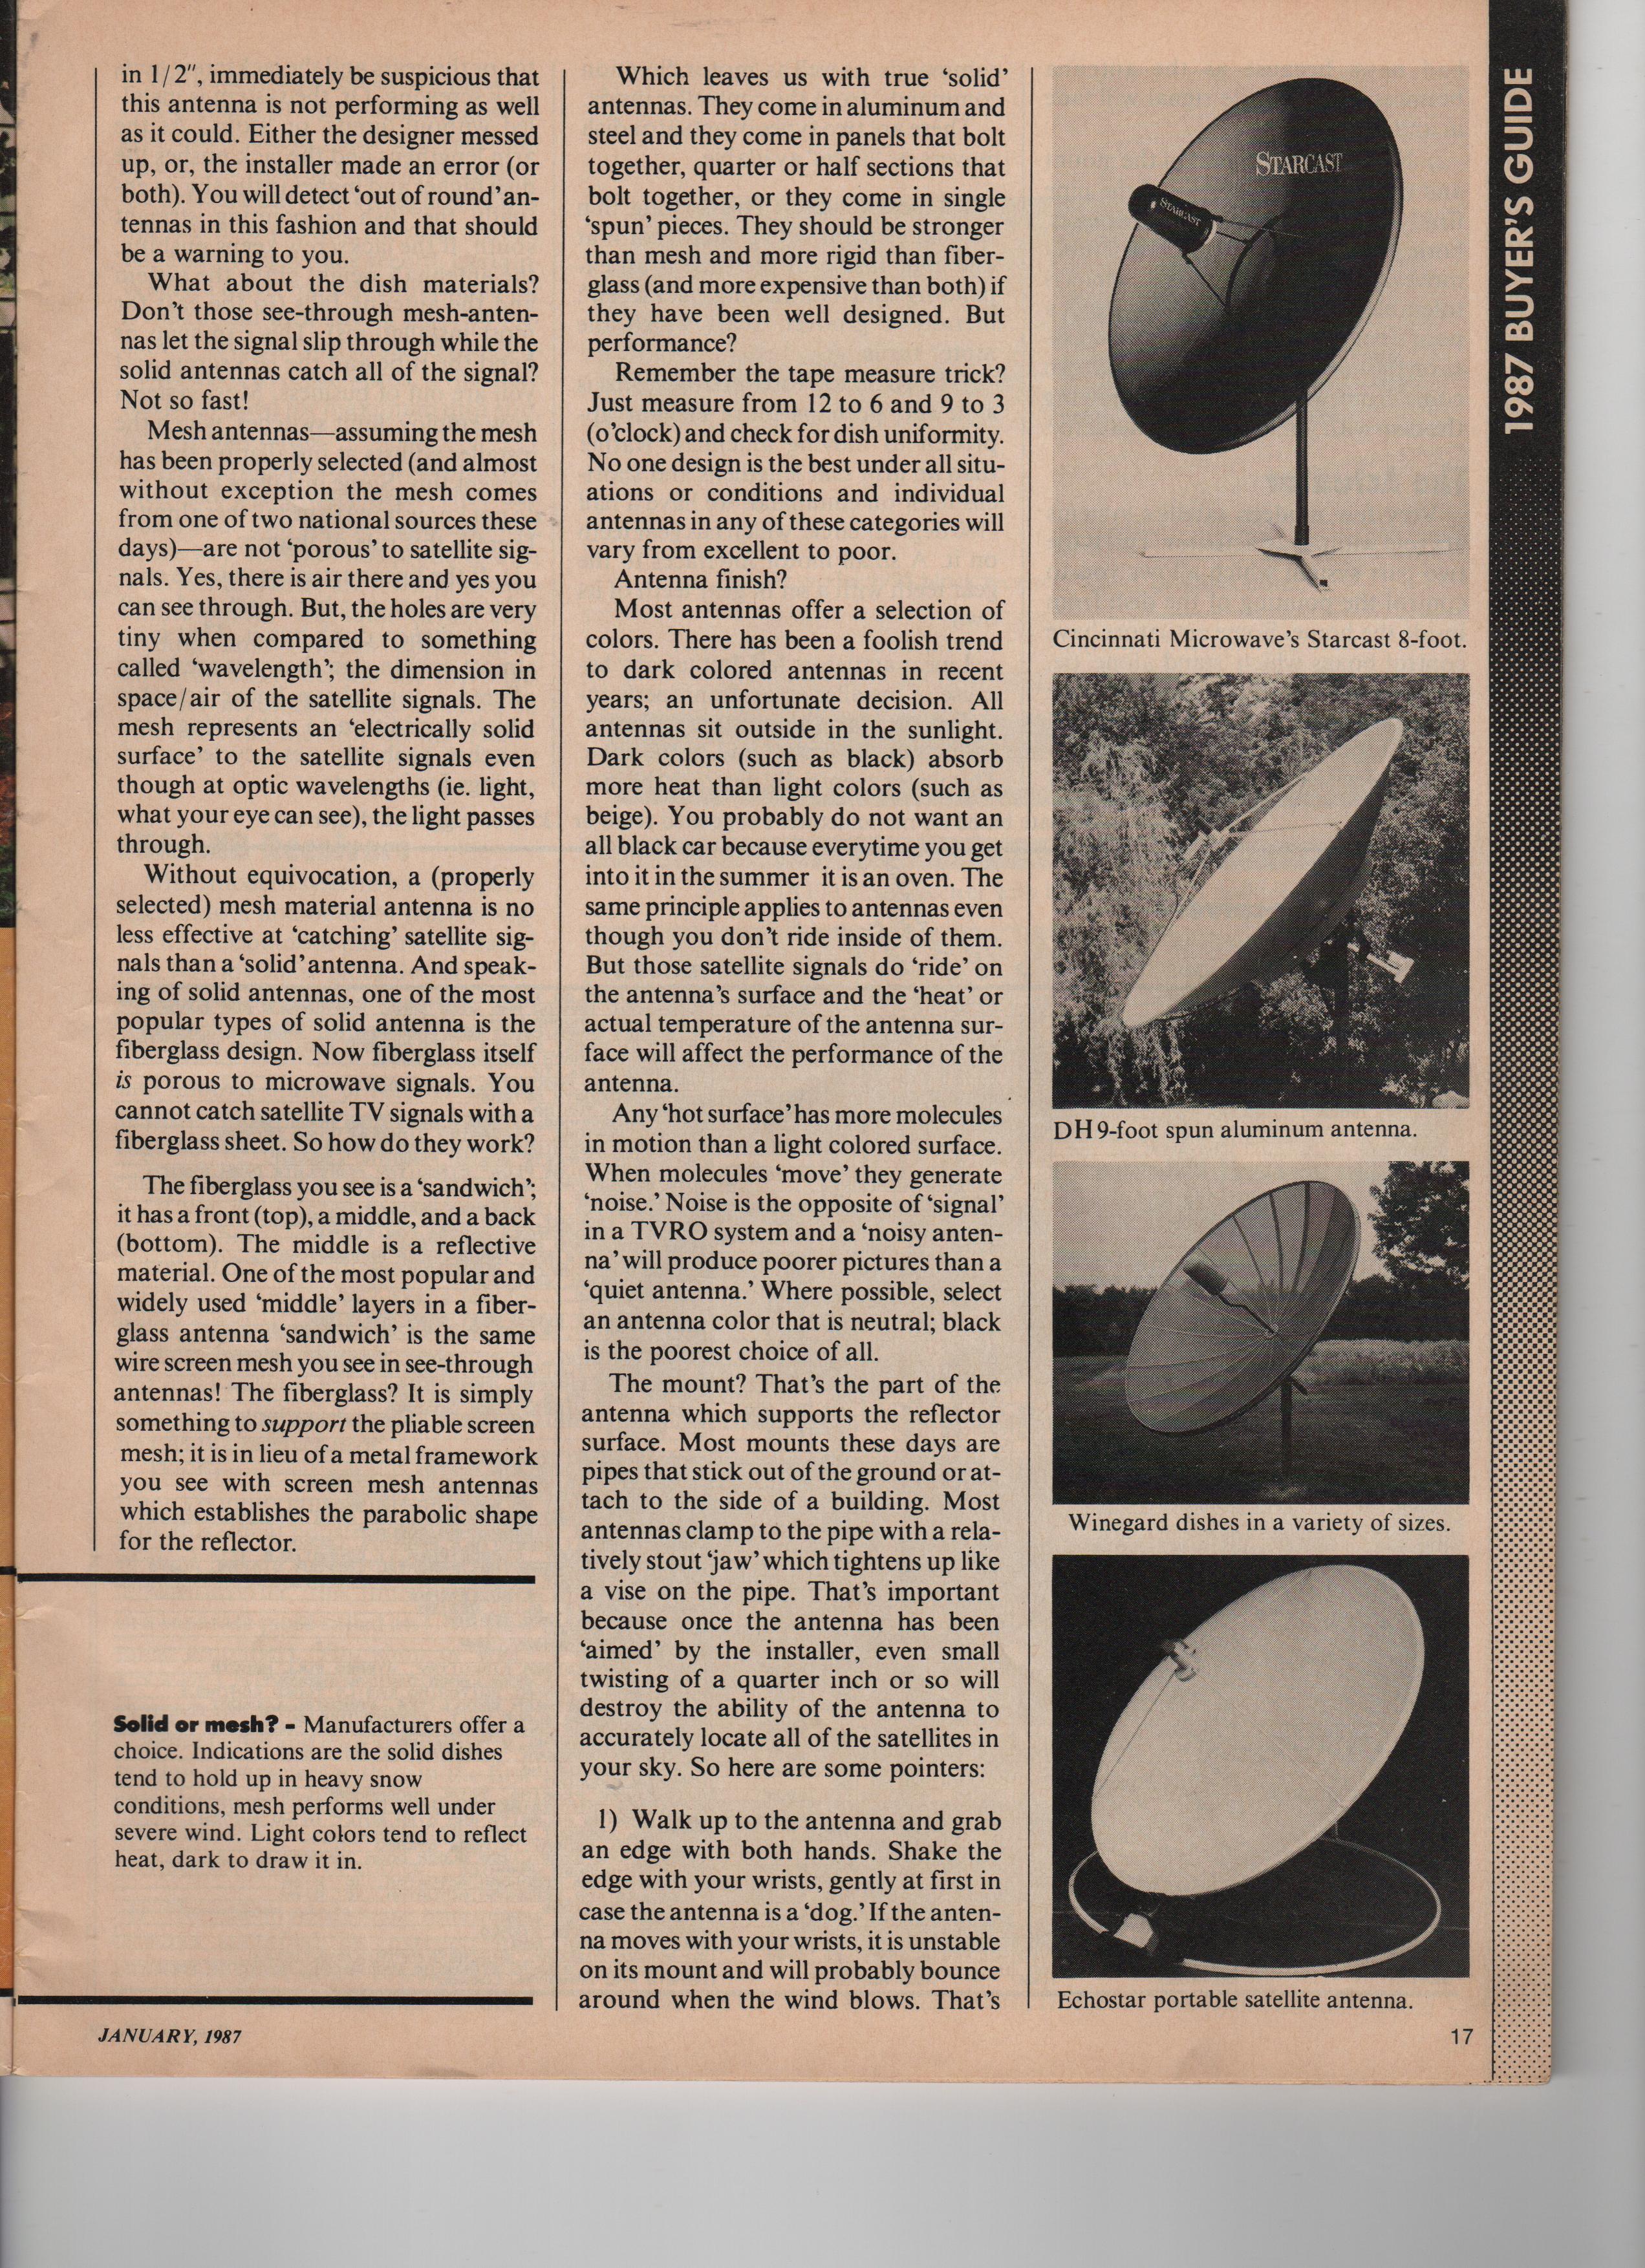 in 1/2", immediately be suspicious that
this antenna is not performing as well
as it could. Either the designer messed
up, or, the installer made an error (or
both). You will detect ‘out of round’ an-
tennas in this fashion and that should
be a warning to you.
What about the dish materials?
Don’t those see-through mesh-anten-
nas let the signal slip through while the
solid antennas catch all of the signal?
Not so fast!
Mesh antennas—assuming the mesh
has been properly selected (and almost
without exception the mesh comes
from one of two national sources these
days)—are not ‘porous’ to satellite sig-
nals. Yes, there is air there and yes you
can see through. But, the holes are very
tiny when compared to something
called ‘wavelength’; the dimension in
space/air of the satellite signals. The
mesh represents an ‘electrically solid
surface’ to the satellite signals even
though at optic wavelengths (ie. light,
what your eye can see), the light passes
through.
Without equivocation, a (properly
selected) mesh material antenna is no
less effective at ‘catching’ satellite sig-
nals than a ‘solid’ antenna. And speak-
ing of solid antennas, one of the most
popular types of solid antenna is the
fiberglass design. Now fiberglass itself
is porous to microwave signals. You
cannot catch satellite TV signals with a
fiberglass sheet. So how do they work?
The fiberglass you see is a ‘sandwich’;
it has a front (top), a middle, and a back
(bottom). The middle is a reflective
material. One of the most popular and
widely used ‘middle’ layers in a fiber-
glass antenna ‘sandwich’ is the same
wire screen mesh you see in see-through
antennas! The fiberglass? It is simply
something to support the pliable screen
mesh; it is in lieu of a metal framework
you see with screen mesh antennas
which establishes the parabolic shape
for the reflector.
Solid or mesh? - Manufacturers offer a
choice. Indications are the solid dishes
tend to hold up in heavy snow
conditions, mesh performs well under
severe wind. Light colors tend to reflect
heat, dark to draw it in.
Which leaves us with true ‘solid’
antennas. They come in aluminum and
steel and they come in panels that bolt
together, quarter or half sections that
bolt together, or they come in single
‘spun’ pieces. They should be stronger
than mesh and more rigid than fiber-
glass (and more expensive than both) if
they have been well designed. But
performance?
Remember the tape measure trick?
Just measure from 12 to 6 and 9 to 3
(o’clock) and check for dish uniformity.
No one design is the best under all situ-
ations or conditions and individual
antennas in any of these categories will
vary from excellent to poor.
Antenna finish?
Most antennas offer a selection of
colors. There has been a foolish trend
to dark colored antennas in recent
years; an unfortunate decision. All
antennas sit outside in the sunlight.
Dark colors (such as black) absorb
more heat than light colors (such as
beige). You probably do not want an
all black car because everytime you get
into it in the summer it is an oven. The
same principle applies to antennas even
though you don’t ride inside of them.
But those satellite signals do ‘ride’ on
the antenna’s surface and the ‘heat’ or
actual temperature of the antenna sur-
face will affect the performance of the
antenna.
Any ‘hot surface’ has more molecules
in motion than a light colored surface.
When molecules ‘move’ they generate
‘noise.’ Noise is the opposite of ‘signal’
in a TVRO system and a ‘noisy anten-
na’ will produce poorer pictures than a
‘quiet antenna.’ Where possible, select
an antenna color that is neutral; black
is the poorest choice of all.
The mount? That’s the part of the
antenna which supports the reflector
surface. Most mounts these days are
pipes that stick out of the ground or at-
tach to the side of a building. Most
antennas clamp to the pipe with a rela-
tively stout ‘jaw’ which tightens up like
a vise on the pipe. That’s important
because once the antenna has been
‘aimed’ by the installer, even small
twisting of a quarter inch or so will
destroy the ability of the antenna to
accurately locate all of the satellites in
your sky. So here are some pointers:
1) Walk up to the antenna and grab
an edge with both hands. Shake the
edge with your wrists, gently at first in
case the antenna is a ‘dog.’ If the anten-
na moves with your wrists, it is unstable
on its mount and will probably bounce
around when the wind blows. That’s
STARCAST
STARCAST
Cincinnati Microwave’s Starcast 8-foot.
DH 9-foot spun aluminum antenna.
Winegard dishes in a variety of sizes.
Echostar portable satellite antenna.
1987 BUYER’S GUIDE
JANUARY, 1987
17